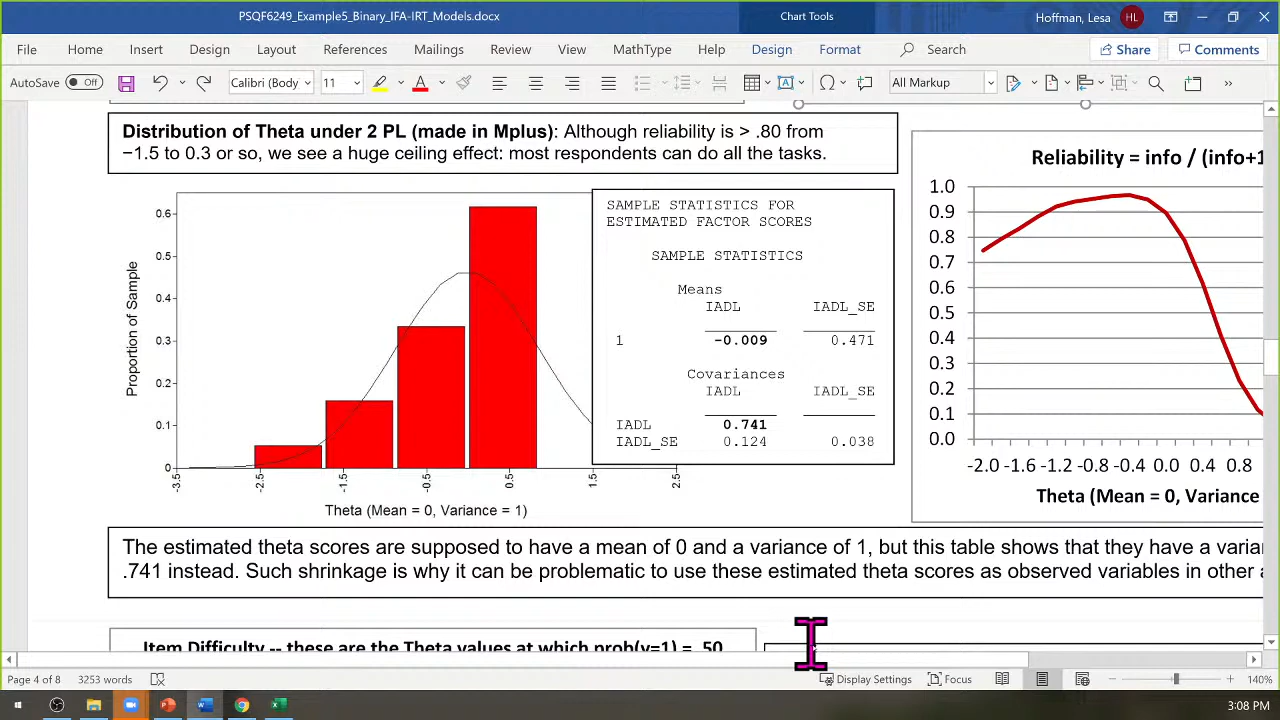 PSQF6249_Example5_Binary_IFA-IRT_Models.docx
Chart Tools
Hoffman, Lesa
HL
File Home Insert Design Layout References Mailings Review View MathType Help Design Format Search Share Comments
AutoSave Off Calibri (Body 11 All Markup
Distribution of Theta under 2 PL (made in Mplus): Although reliability is > .80 from
−1.5 to 0.3 or so, we see a huge ceiling effect: most respondents can do all the tasks.
Proportion of Sample
0.6
0.5
0.4
0.3
0.2
0.1
0
-3.5 -2.5 -1.5 -0.5 0.5 1.5 2.5
Theta (Mean = 0, Variance = 1)
SAMPLE STATISTICS FOR
ESTIMATED FACTOR SCORES
SAMPLE STATISTICS
Means
IADL IADL_SE
1 -0.009 0.471
Covariances
IADL IADL_SE
IADL 0.741
IADL_SE 0.124 0.038
Reliability = info / (info+1
1.0
0.9
0.8
0.7
0.6
0.5
0.4
0.3
0.2
0.1
0.0
-2.0 -1.6 -1.2 -0.8 -0.4 0.0 0.4 0.8
Theta (Mean = 0, Variance
The estimated theta scores are supposed to have a mean of 0 and a variance of 1, but this table shows that they have a varian
.741 instead. Such shrinkage is why it can be problematic to use these estimated theta scores as observed variables in other a
Item Difficulty -- these are the Theta values at which prob(y=1) = .50
Page 4 of 8 3253 words Display Settings Focus 140%
3:08 PM